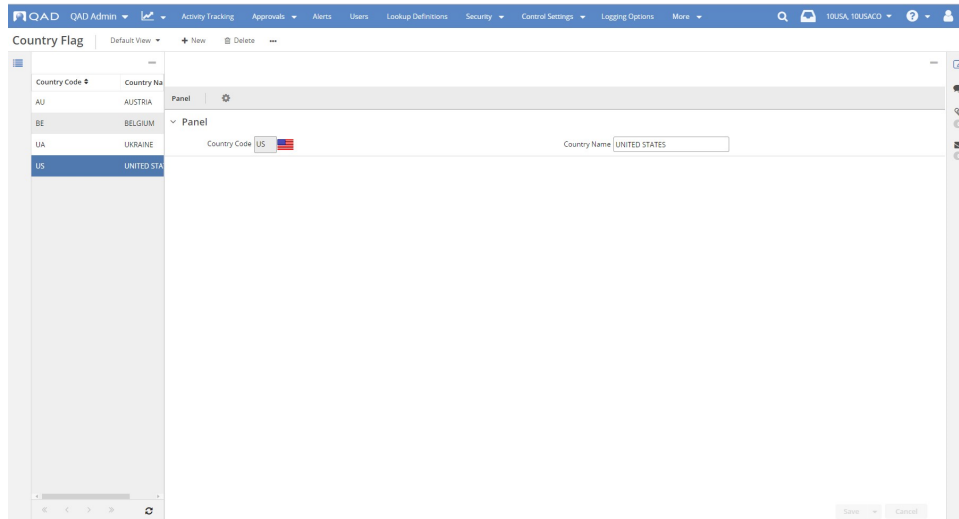 QAD QAD Admin Activity Tracking Approvals Alerts Users Lookup Definitions Security Control Settings Logging Options More 10USA, 10USACO ?
Country Flag Default View + New Delete
Country Code Country Na
AU AUSTRIA
BE BELGIUM
UA UKRAINE
US UNITED STA
Panel
Panel
Country Code US Country Name UNITED STATES
Save Cancel